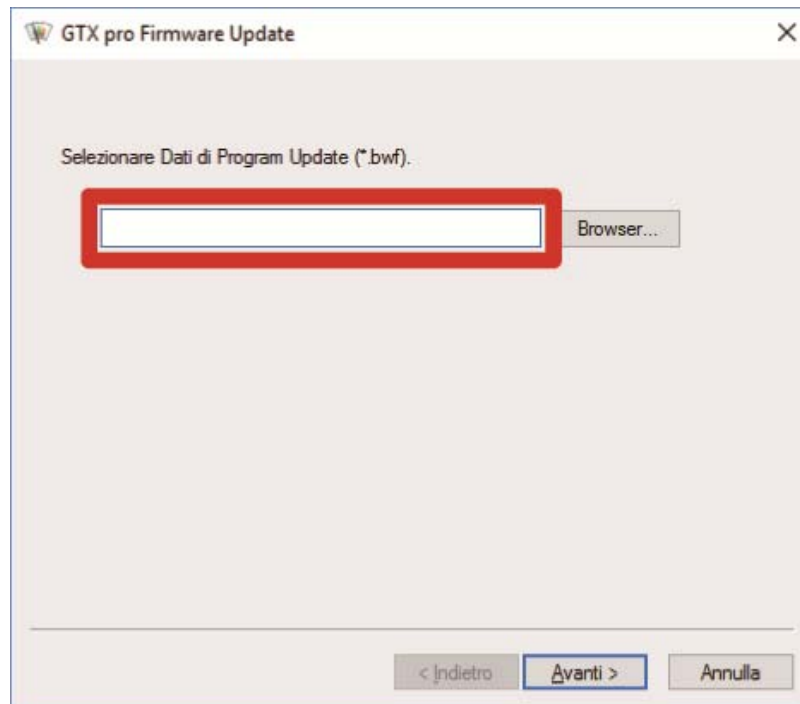 GTX pro Firmware Update
Selezionare Dati di Program Update (*.bwf).
Browser...
< Indietro
Avanti >
Annulla